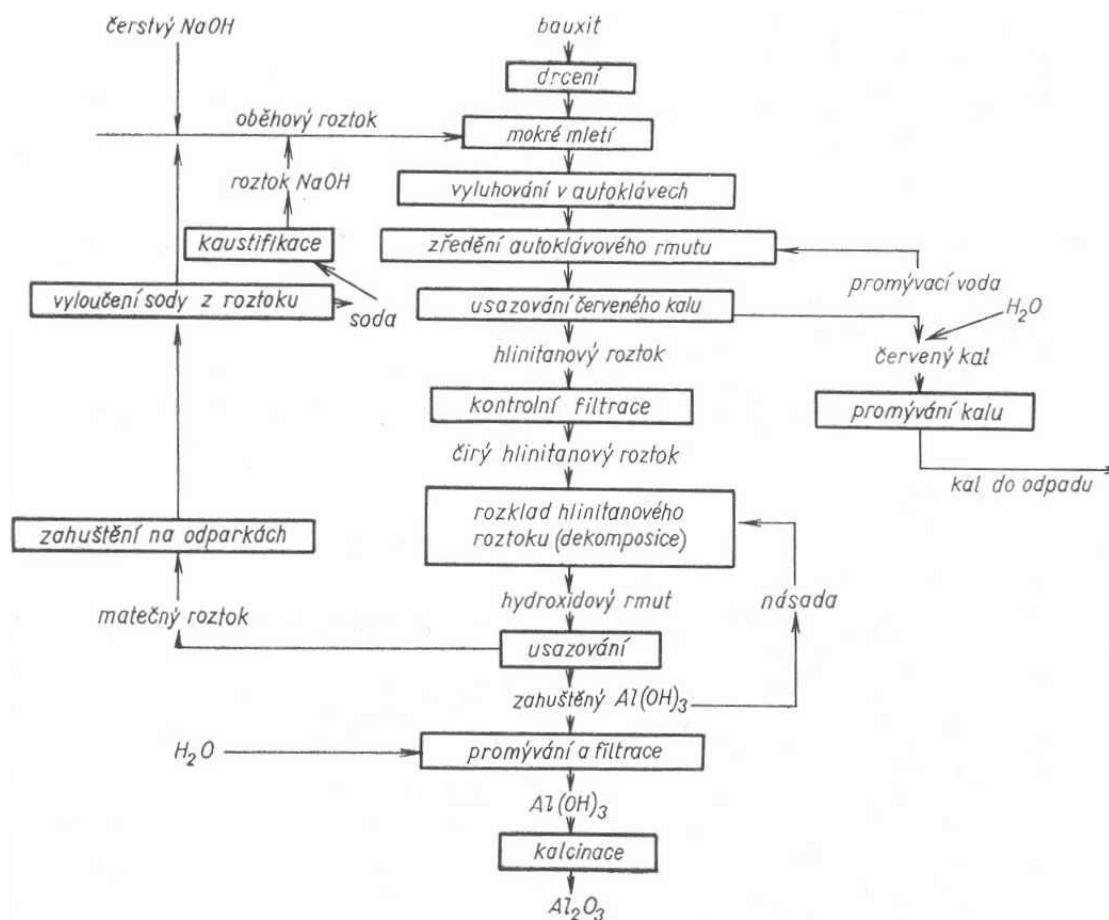 čerstvý NaOH
bauxit
drcení
oběhový roztok
mokré mletí
roztok NaOH
vyluhování v autoklávech
kaustifikace
zředění autoklávového rmutu
promývací voda
vyloučení sody z roztoku
soda
usazování červeného kalu
H₂O
hlinitanový roztok
červený kal
kontrolní filtrace
promývání kalu
čirý hlinitanový roztok
kal do odpadu
rozklad hlinitanového
roztoku (dekomposice)
zahuštění na odparkách
hydroxidový rmut
násada
matečný roztok
usazování
zahuštěný Al(OH)₃
H₂O
promývání a filtrace
Al(OH)₃
kalcinace
Al₂O₃